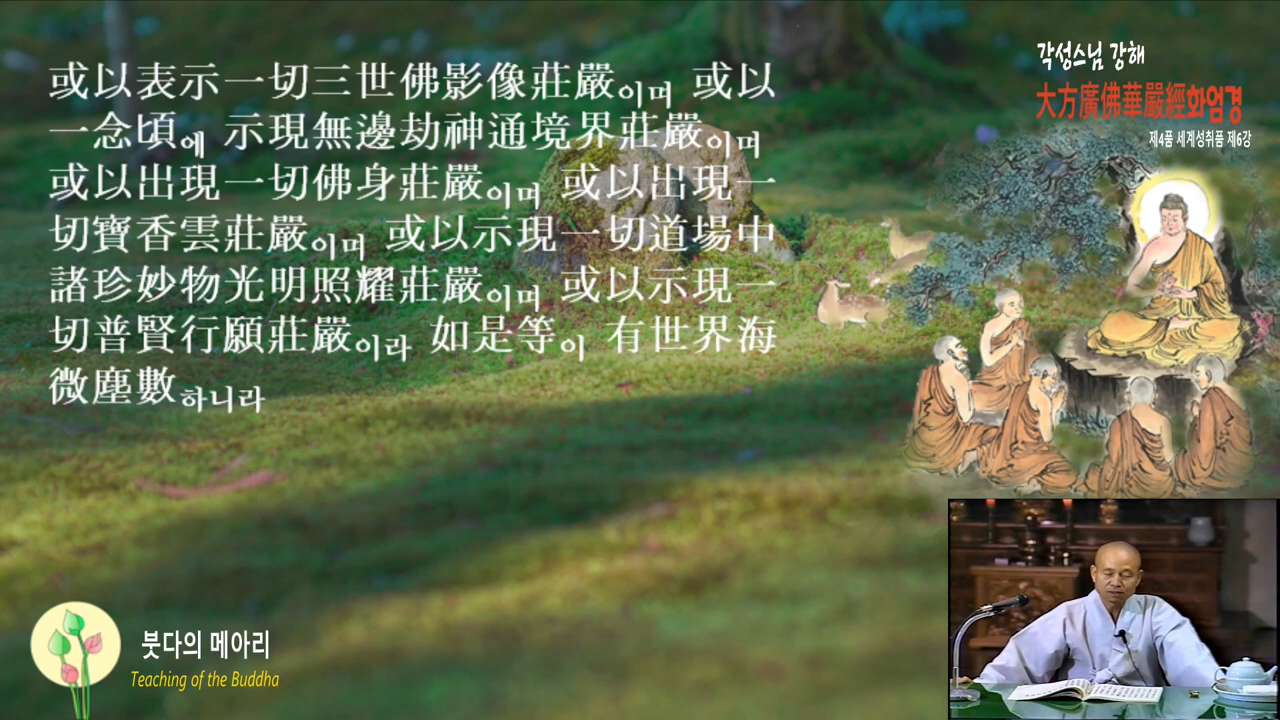 或以表示一切三世佛影像莊嚴이며 或以
一念頃에 示現無邊劫神通境界莊嚴이며
或以出現一切佛身莊嚴이며 或以出現一
切寶香雲莊嚴이며 或以示現一切道場中
諸珍妙物光明照耀莊嚴이며 或以示現一
切普賢行願莊嚴이라 如是等이 有世界海
微塵數하니라
각성스님 강해
大方廣佛華嚴經화엄경
제4품 세계성취품 제6강
붓다의 메아리
Teaching of the Buddha